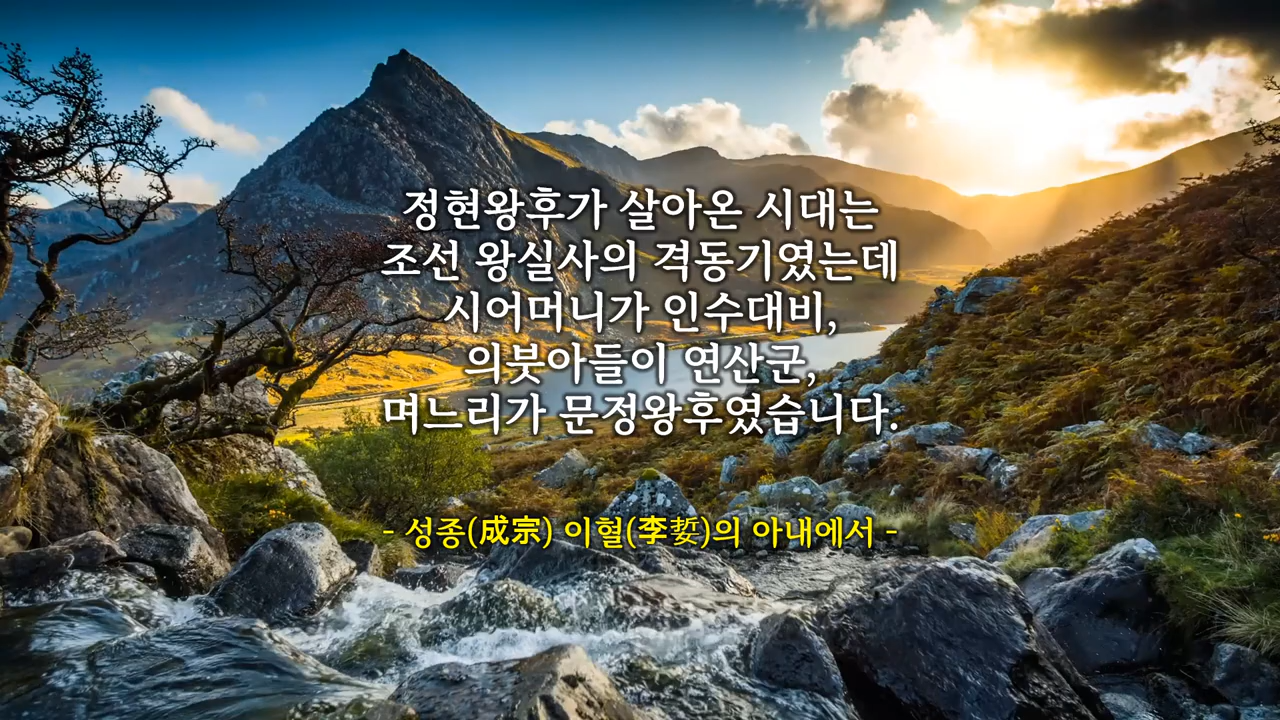 정현왕후가 살아온 시대는
조선 왕실사의 격동기였는데
시어머니가 인수대비,
의붓아들이 연산군,
며느리가 문정왕후였습니다.
- 성종(成宗) 이혈(李娎)의 아내에서 -